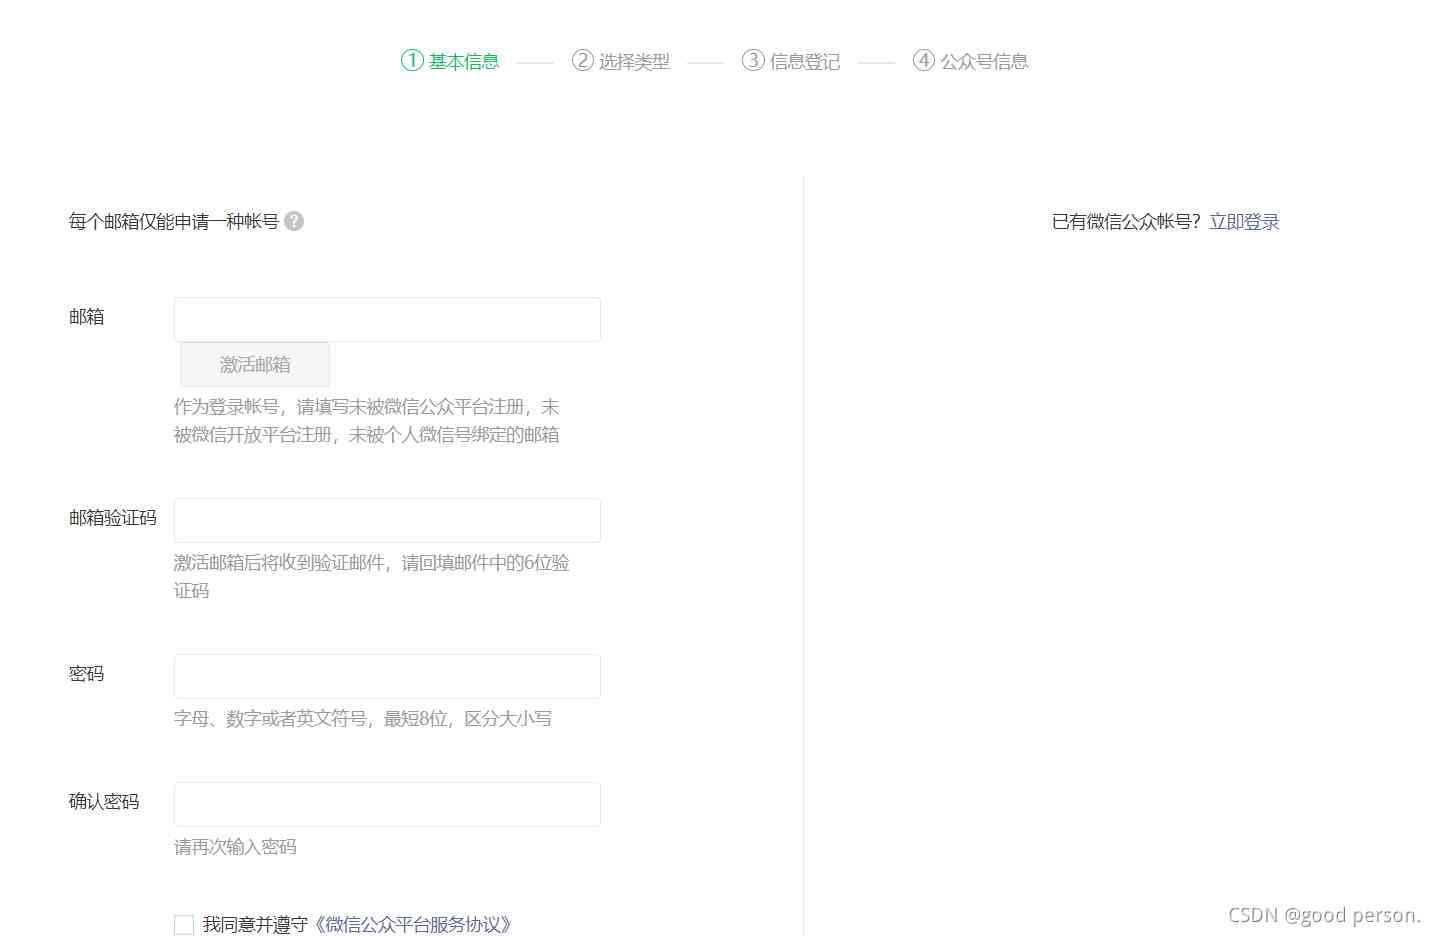 ① 基本信息 ② 选择类型 ③ 信息登记 ④ 公众号信息
每个邮箱仅能申请一种帐号 ?
已有微信公众帐号？立即登录
邮箱
激活邮箱
作为登录帐号，请填写未被微信公众平台注册，未
被微信开放平台注册，未被个人微信号绑定的邮箱
邮箱验证码
激活邮箱后将收到验证邮件，请回填邮件中的6位验
证码
密码
字母、数字或者英文符号，最短8位，区分大小写
确认密码
请再次输入密码
我同意并遵守《微信公众平台服务协议》
CSDN @good person.